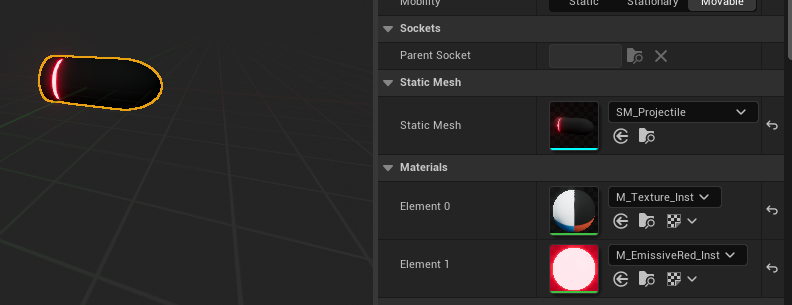 Mobility Static Stationary Movable
Sockets
Parent Socket
Static Mesh
Static Mesh SM_Projectile
Materials
Element 0 M_Texture_Inst
Element 1 M_EmissiveRed_Inst